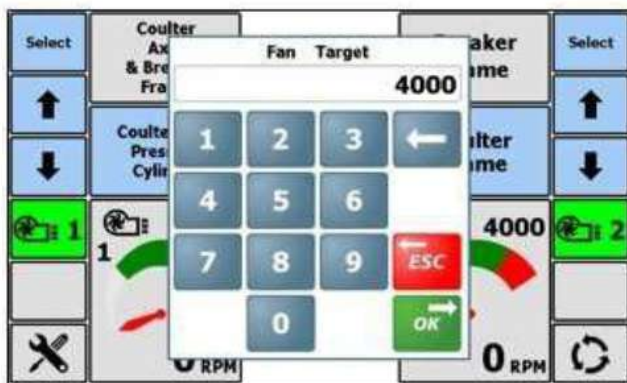 Select
Coulter
& Bre
Fra
Fan Target
4000
aker
ame
Select
Coulte
Pres
Cylin
1 2 3
lter
ame
4 5 6
1
1
7 8 9 ESC
4000
2
0 OK
0 RPM
0 RPM